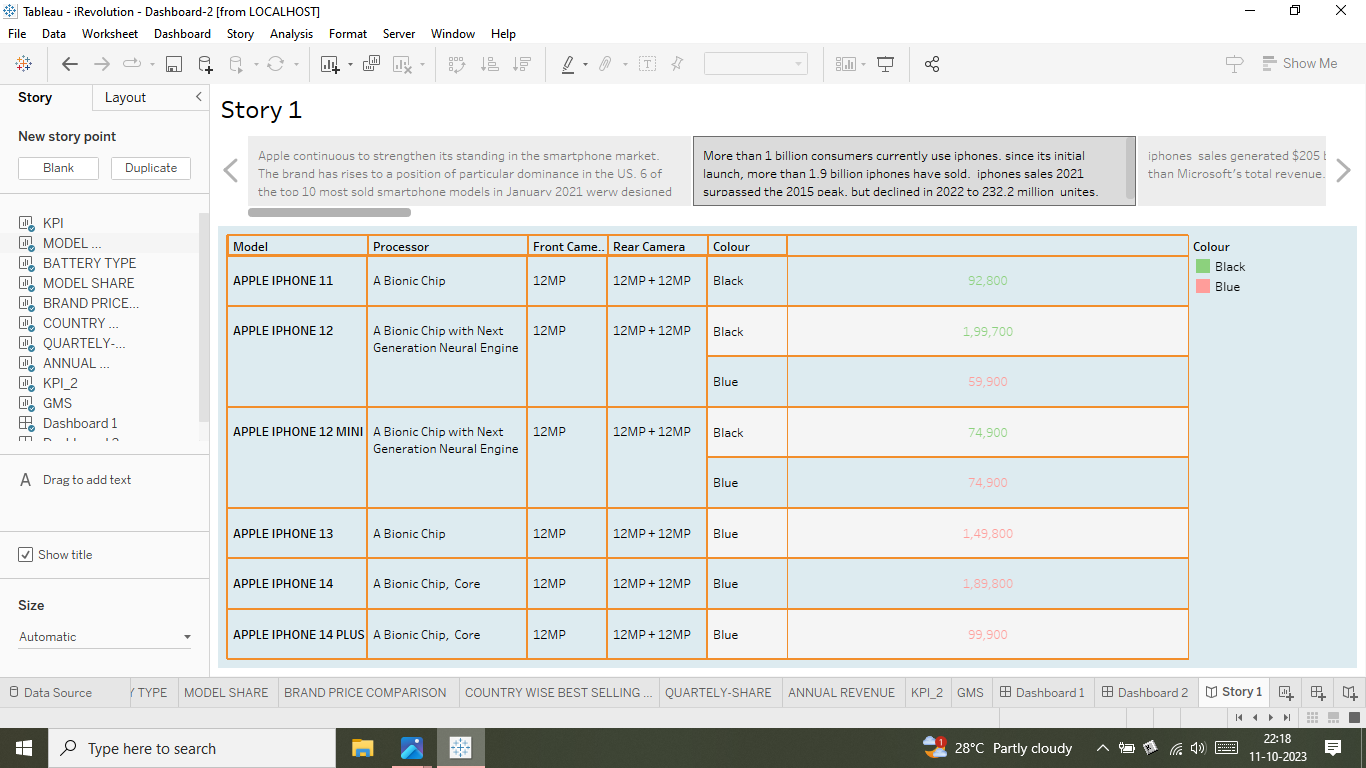 Tableau - iRevolution - Dashboard-2 [from LOCALHOST]
File Data Worksheet Dashboard Story Analysis Format Server Window Help
Show Me
Story Layout
New story point
Blank Duplicate
KPI
MODEL ...
BATTERY TYPE
MODEL SHARE
BRAND PRICE...
COUNTRY ...
QUARTELY-...
ANNUAL ...
KPI_2
GMS
Dashboard 1
A Drag to add text
Show title
Size
Automatic
Story 1
Apple continuous to strengthen its standing in the smartphone market.
The brand has rises to a position of particular dominance in the US. 6 of
the top 10 most sold smartphone models in January 2021 werw designed
More than 1 billion consumers currently use iphones. since its initial
launch, more than 1.9 billion iphones have sold. iphones sales 2021
surpassed the 2015 peak, but declined in 2022 to 232.2 million unites.
iphones sales generated $205
than Microsoft's total revenue.
Model Processor Front Came.. Rear Camera Colour
APPLE IPHONE 11 A Bionic Chip 12MP 12MP + 12MP Black 92,800
APPLE IPHONE 12 A Bionic Chip with Next 12MP 12MP + 12MP Black 1,99,700
Generation Neural Engine
Blue 59,900
APPLE IPHONE 12 MINI A Bionic Chip with Next 12MP 12MP + 12MP Black 74,900
Generation Neural Engine
Blue 74,900
APPLE IPHONE 13 A Bionic Chip 12MP 12MP + 12MP Blue 1,49,800
APPLE IPHONE 14 A Bionic Chip, Core 12MP 12MP + 12MP Blue 1,89,800
APPLE IPHONE 14 PLUS A Bionic Chip, Core 12MP 12MP + 12MP Blue 99,900
Colour
Black
Blue
Data Source Y TYPE MODEL SHARE BRAND PRICE COMPARISON COUNTRY WISE BEST SELLING ... QUARTELY-SHARE ANNUAL REVENUE KPI_2 GMS Dashboard 1 Dashboard 2 Story 1
Type here to search
1
28°C Partly cloudy
22:18
11-10-2023